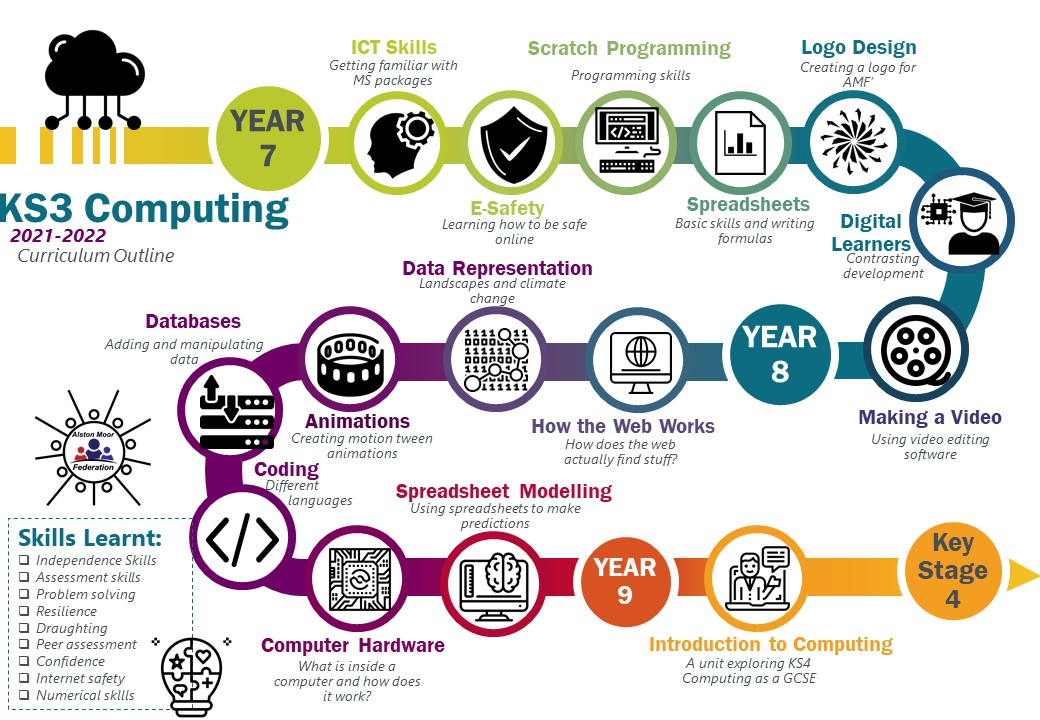 ICT Skills
Getting familiar with
MS packages
Scratch Programming
Programming skills
Logo Design
Creating a logo for
AMF'
YEAR
7
KS3 Computing
2021-2022
Curriculum Outline
E-Safety
Learning how to be safe
online
Spreadsheets
Basic skills and writing
formulas
Digital
Learners
Contrasting
development
Data Representation
Landscapes and climate
change
Databases
Adding and manipulating
data
YEAR
8
Animations
Creating motion tween
animations
How the Web Works
How does the web
actually find stuff?
Making a Video
Using video editing
software
Alston Moor
Federation
Coding
Different
languages
Spreadsheet Modelling
Using spreadsheets to make
predictions
Skills Learnt:
❑ Independence Skills
❑ Assessment skills
❑ Problem solving
❑ Resilience
❑ Draughting
❑ Peer assessment
❑ Confidence
❑ Internet safety
❑ Numerical skllls
YEAR
9
Key
Stage
4
Computer Hardware
What is inside a
computer and how does
it work?
Introduction to Computing
A unit exploring KS4
Computing as a GCSE